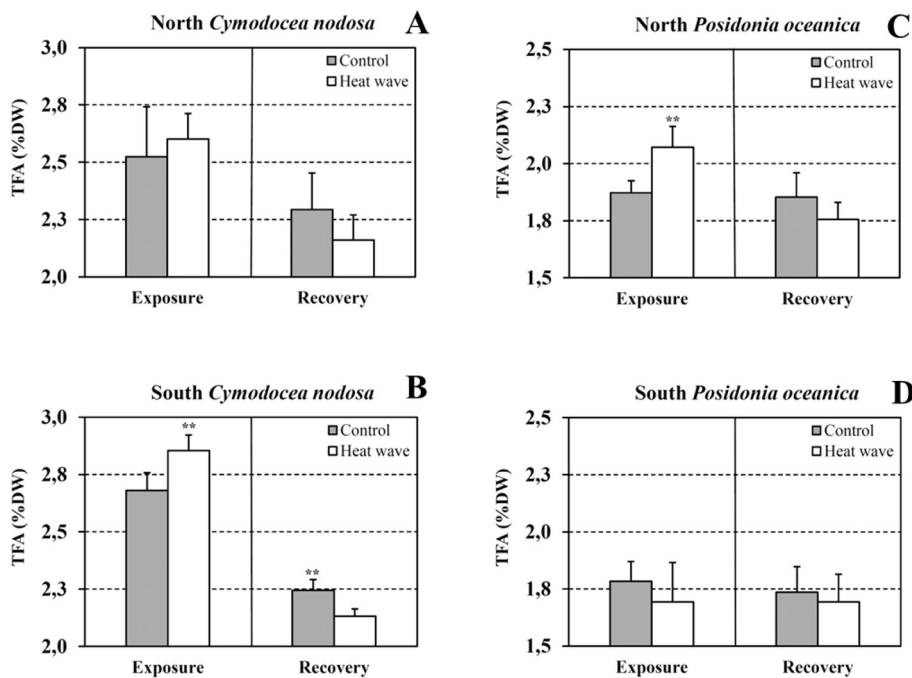 North Cymodocea nodosa
A
3,0
2,8
2,5
2,3
2,0
TFA (%DW)
Control
Heat wave
Exposure
Recovery
North Posidonia oceanica
C
2,5
2,3
2,0
1,8
1,5
TFA (%DW)
Control
Heat wave
**
Exposure
Recovery
South Cymodocea nodosa
B
3,0
2,8
2,5
2,3
2,0
TFA (%DW)
Control
Heat wave
**
**
Exposure
Recovery
South Posidonia oceanica
D
2,5
2,3
2,0
1,8
1,5
TFA (%DW)
Control
Heat wave
Exposure
Recovery